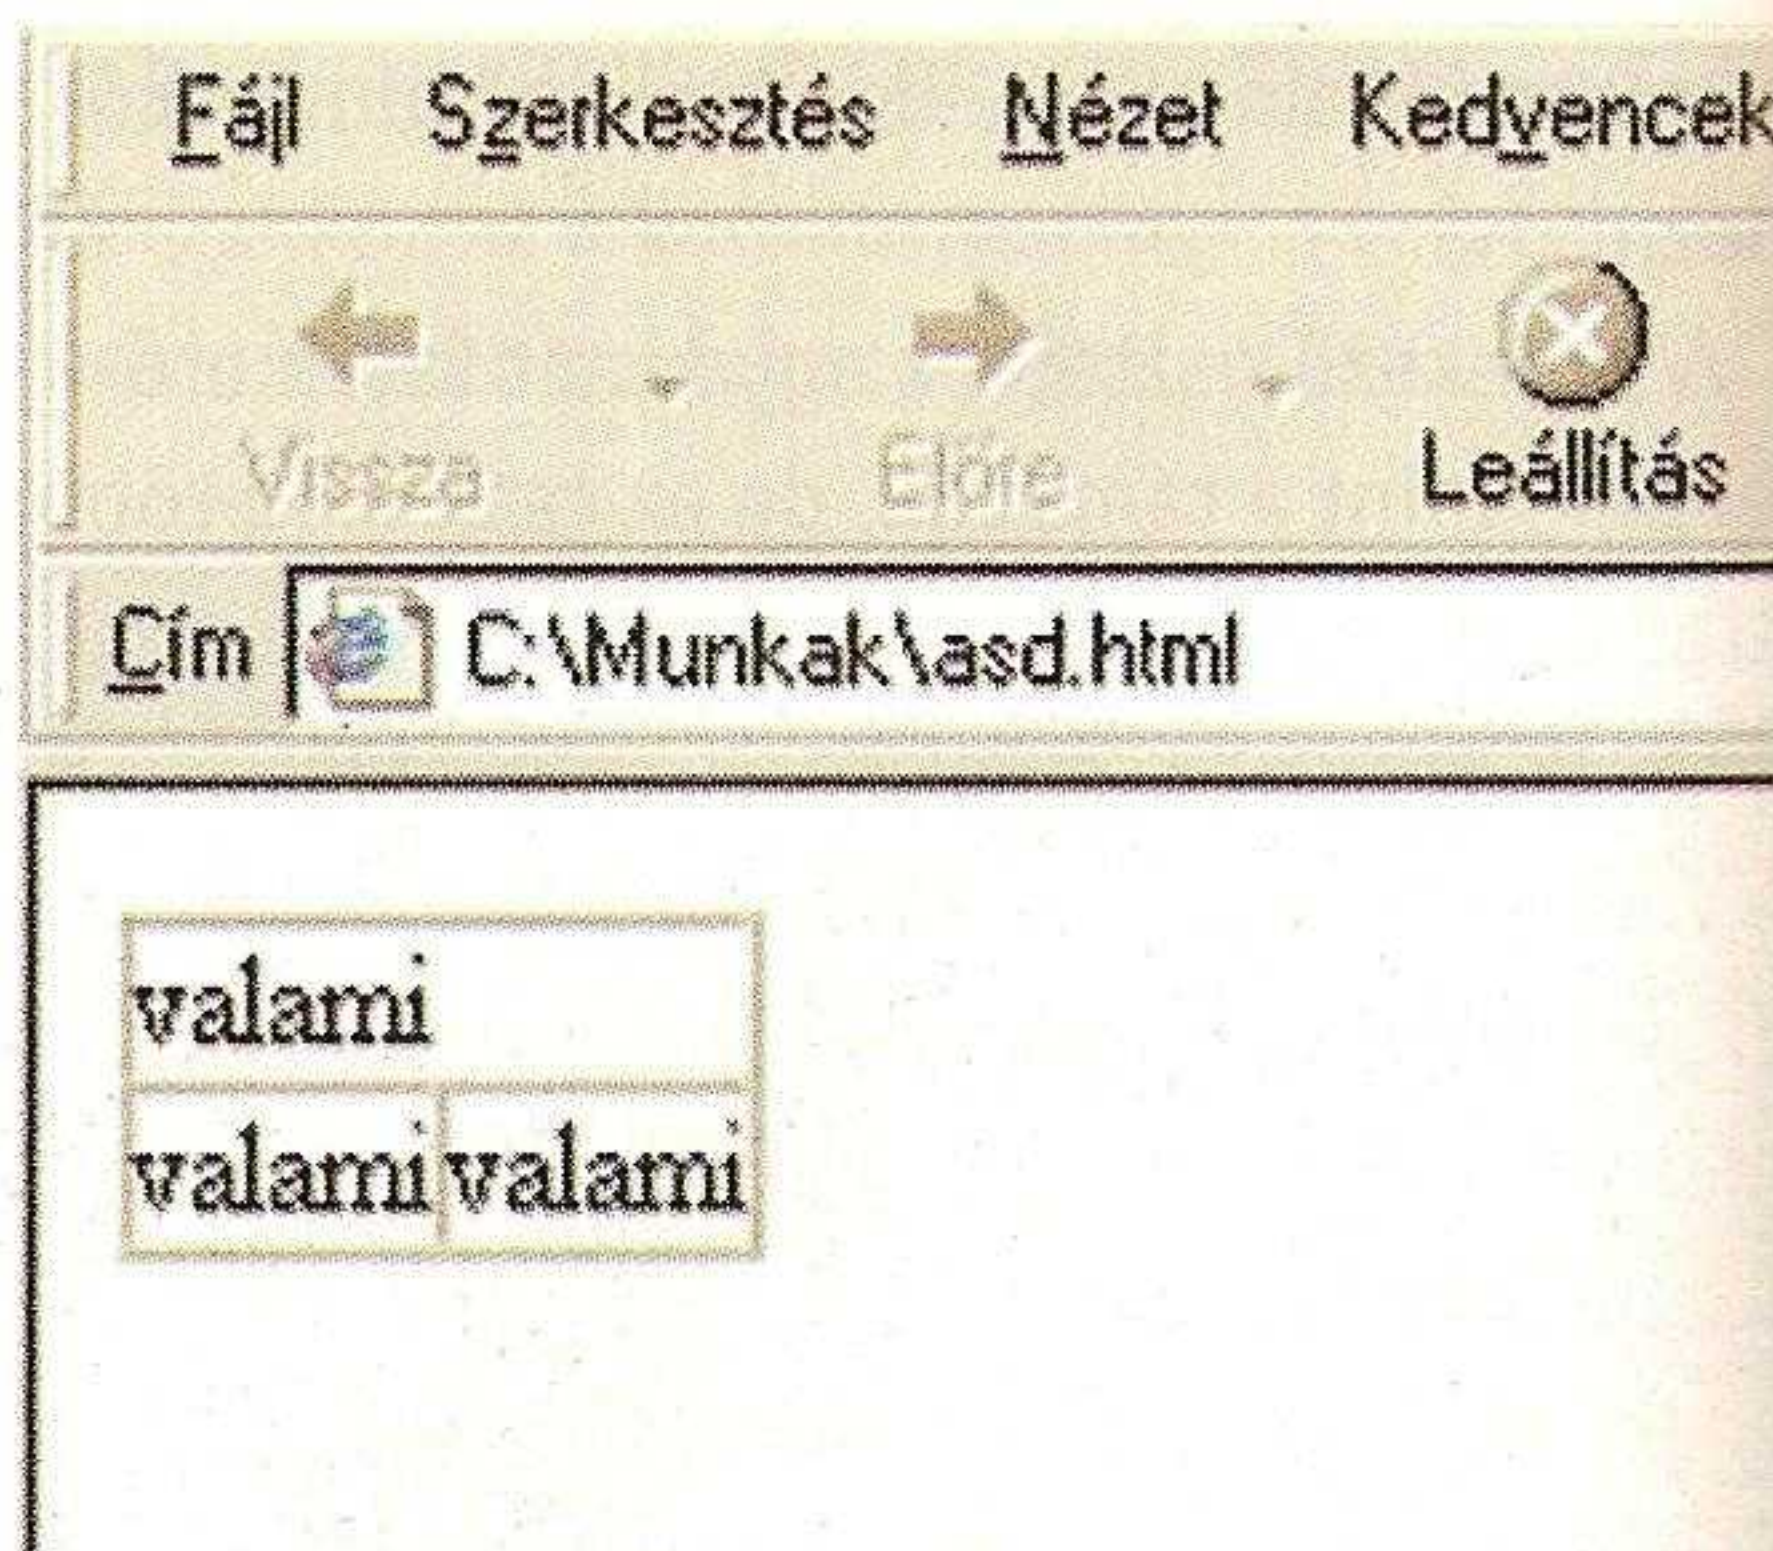 Fájl Szerkesztés Nézet Kedvencek
Vissza Előre Leállítás
Cím C:\Munkak\asd.html
valami
valami valami